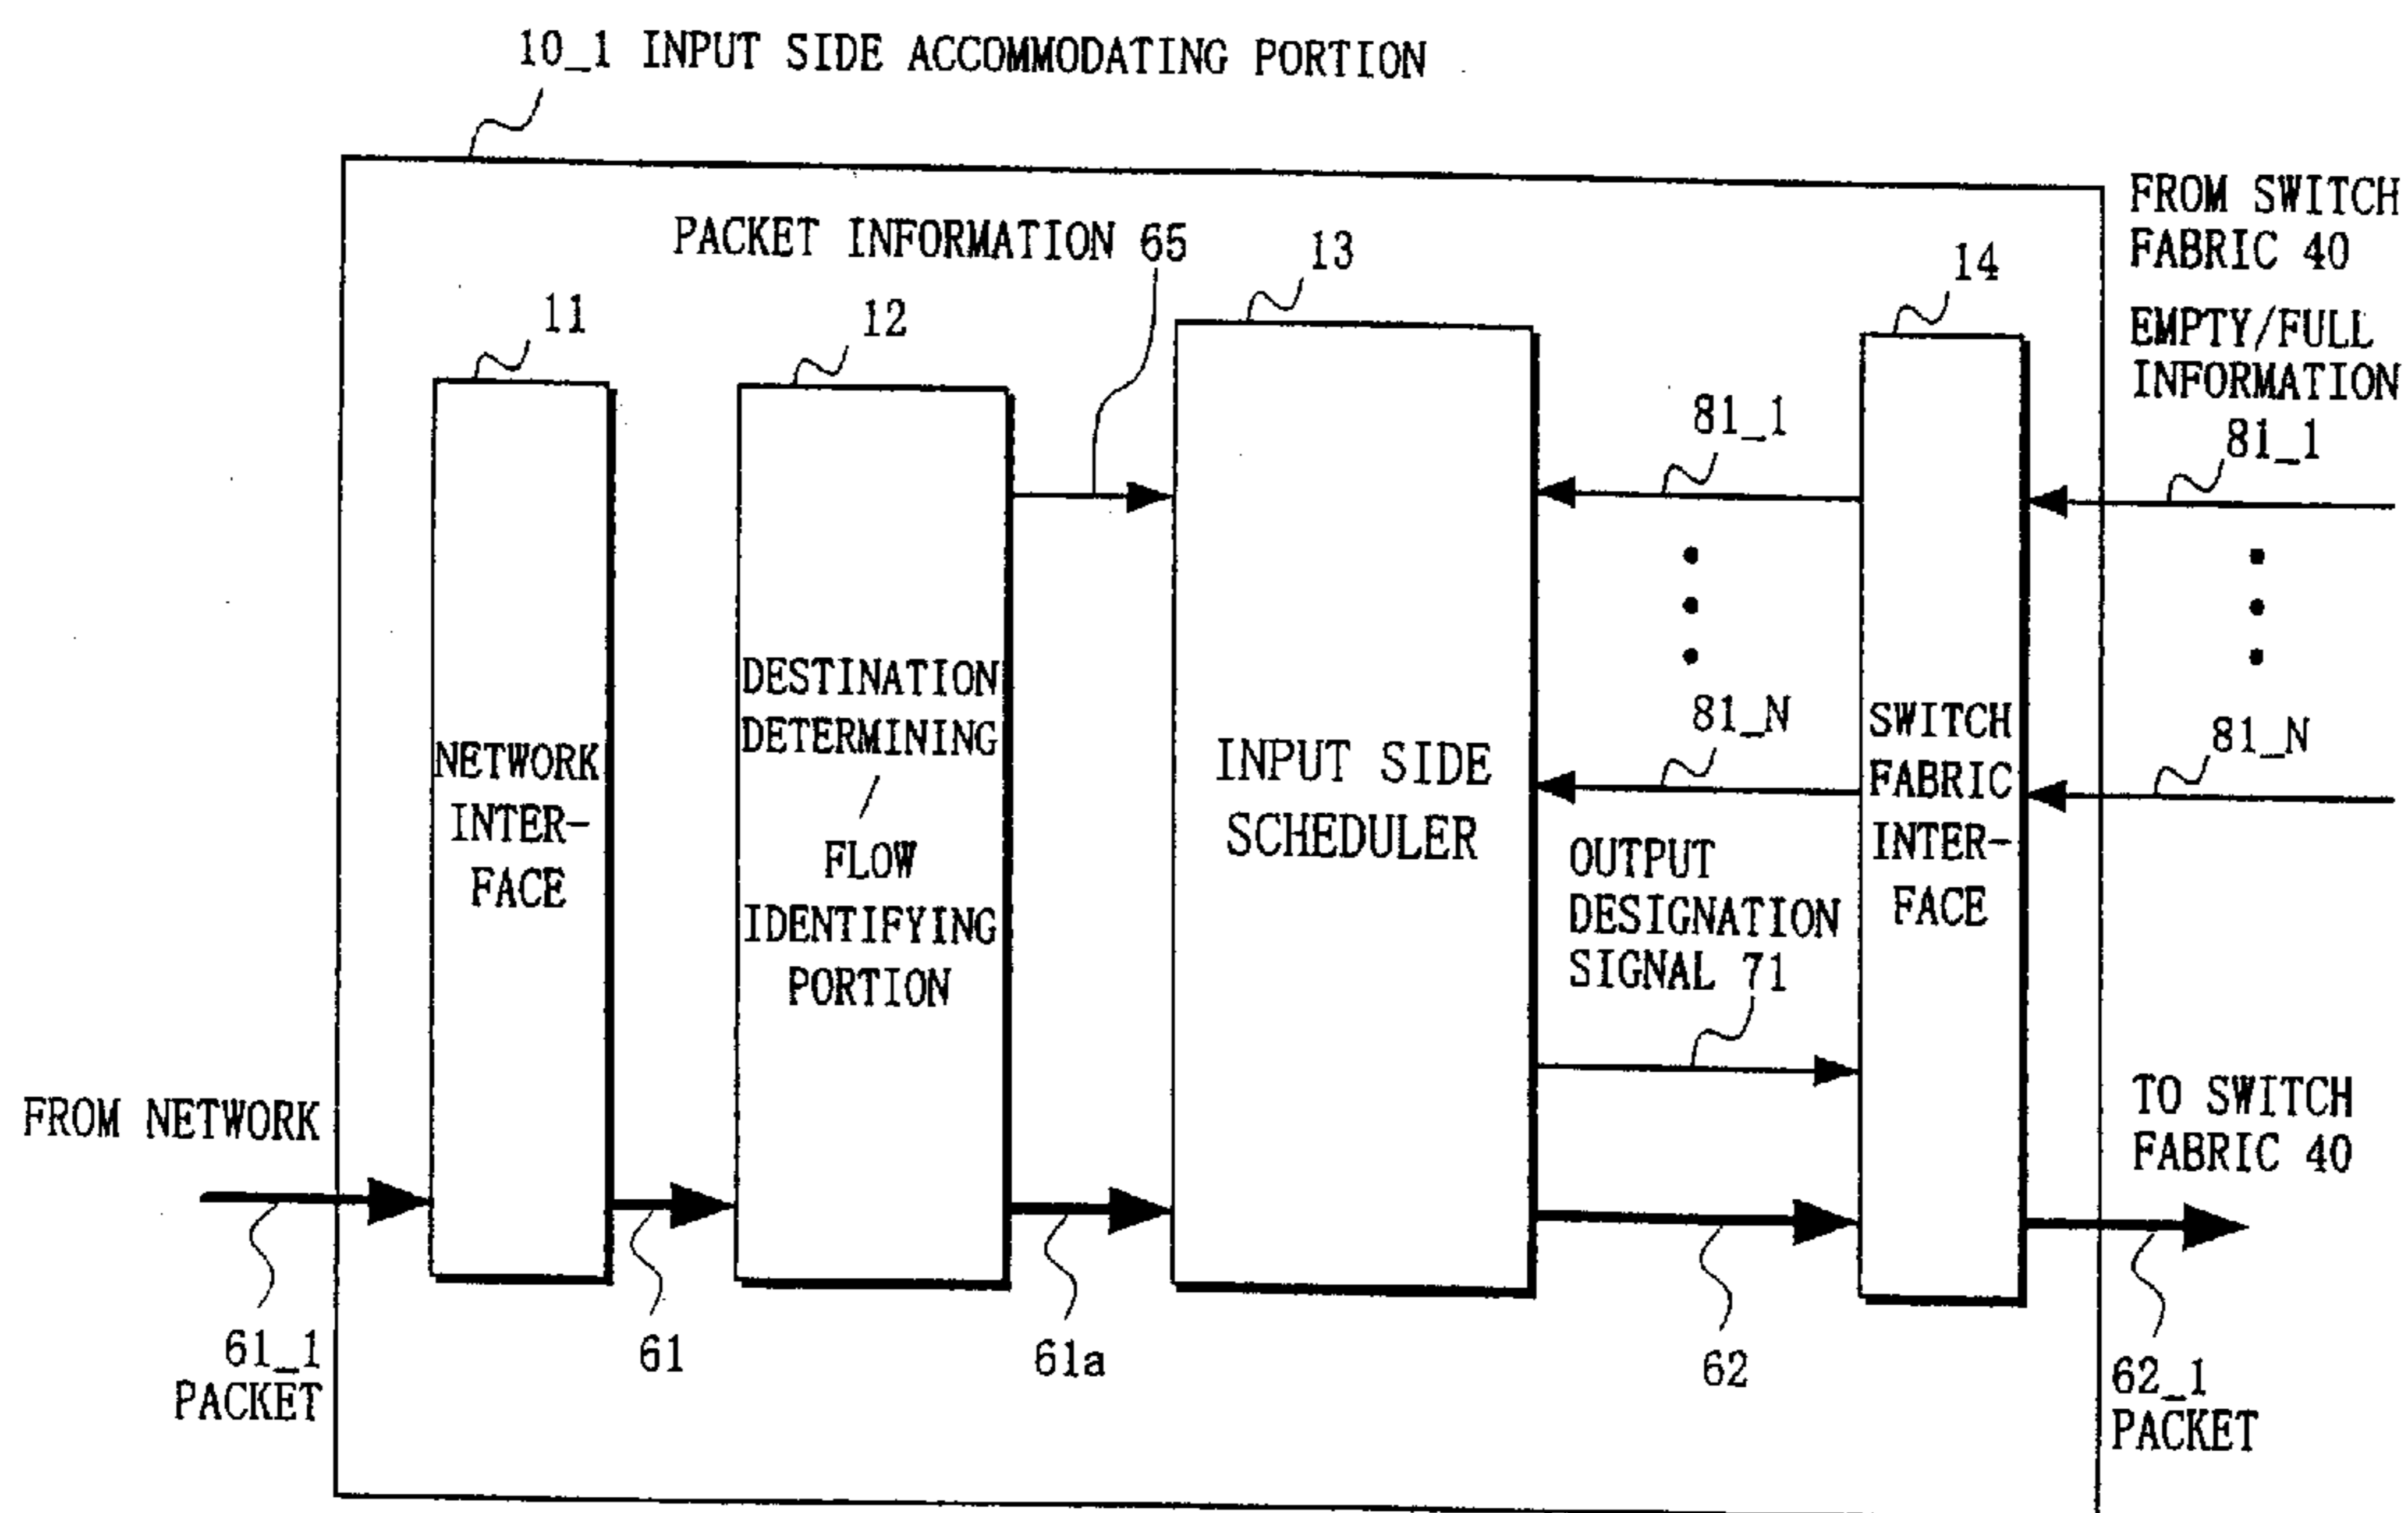 10_1 INPUT SIDE ACCOMMODATING PORTION
FROM SWITCH
FABRIC 40
PACKET INFORMATION 65
13
14
11
12
EMPTY/FULL
INFORMATION
81_1
81_1
DESTINATION
DETERMINING
/
FLOW
IDENTIFYING
PORTION
NETWORK
INTER-
FACE
INPUT SIDE
SCHEDULER
81_N
81_N
SWITCH
FABRIC
INTER-
FACE
OUTPUT
DESIGNATION
SIGNAL 71
FROM NETWORK
TO SWITCH
FABRIC 40
61_1
PACKET
61
61a
62
62_1
PACKET